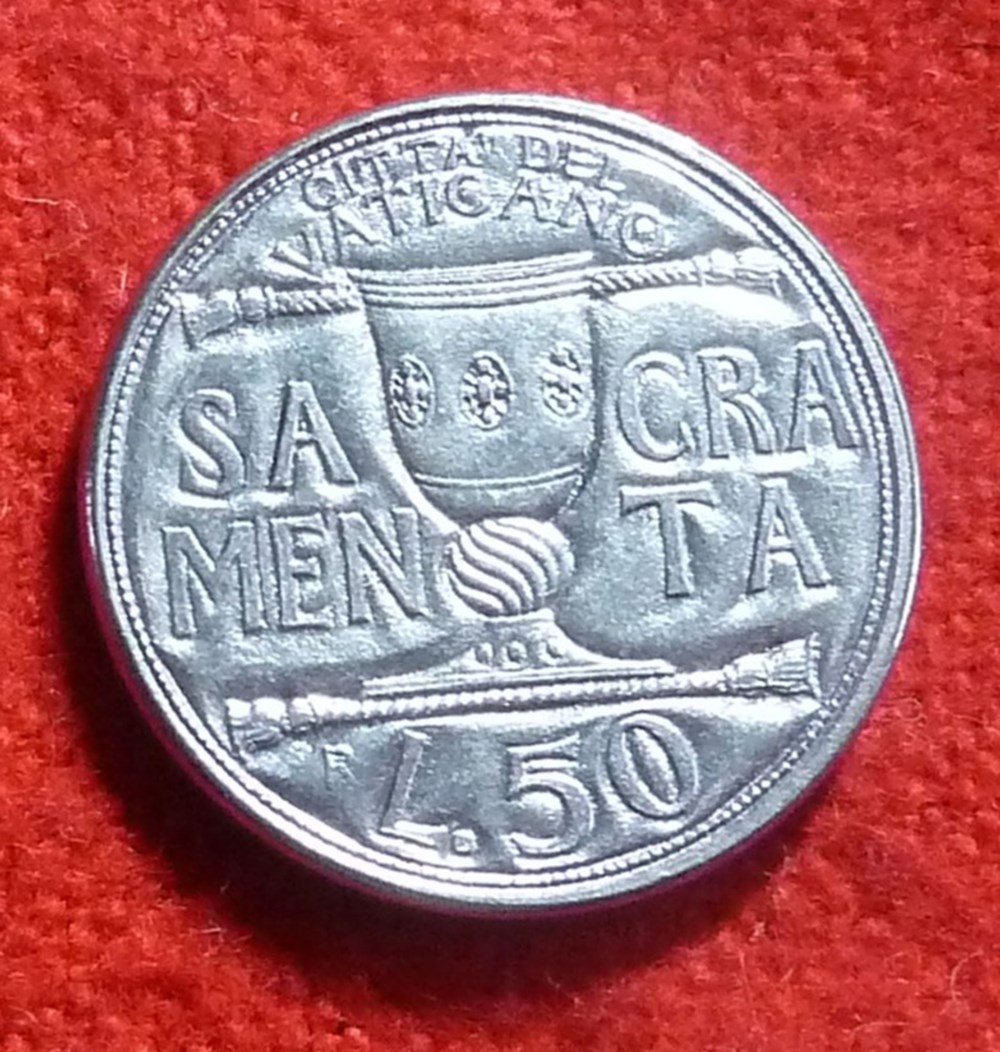 CITTA' DEL
VATICANO
SA CRA
MEN TA
R L. 50